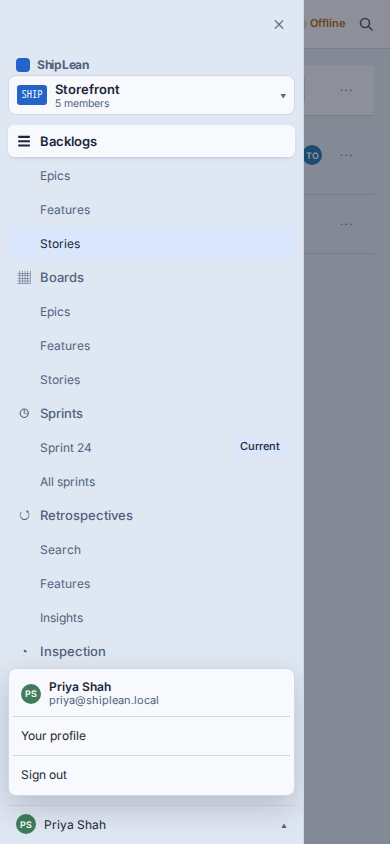 ×
Offline
ShipLean
SHIP
Storefront
5 members
Backlogs
Epics
Features
Stories
TO
Boards
Epics
Features
Stories
Sprints
Sprint 24 Current
All sprints
Retrospectives
Search
Features
Insights
Inspection
PS
Priya Shah
priya@shiplean.local
Your profile
Sign out
PS Priya Shah